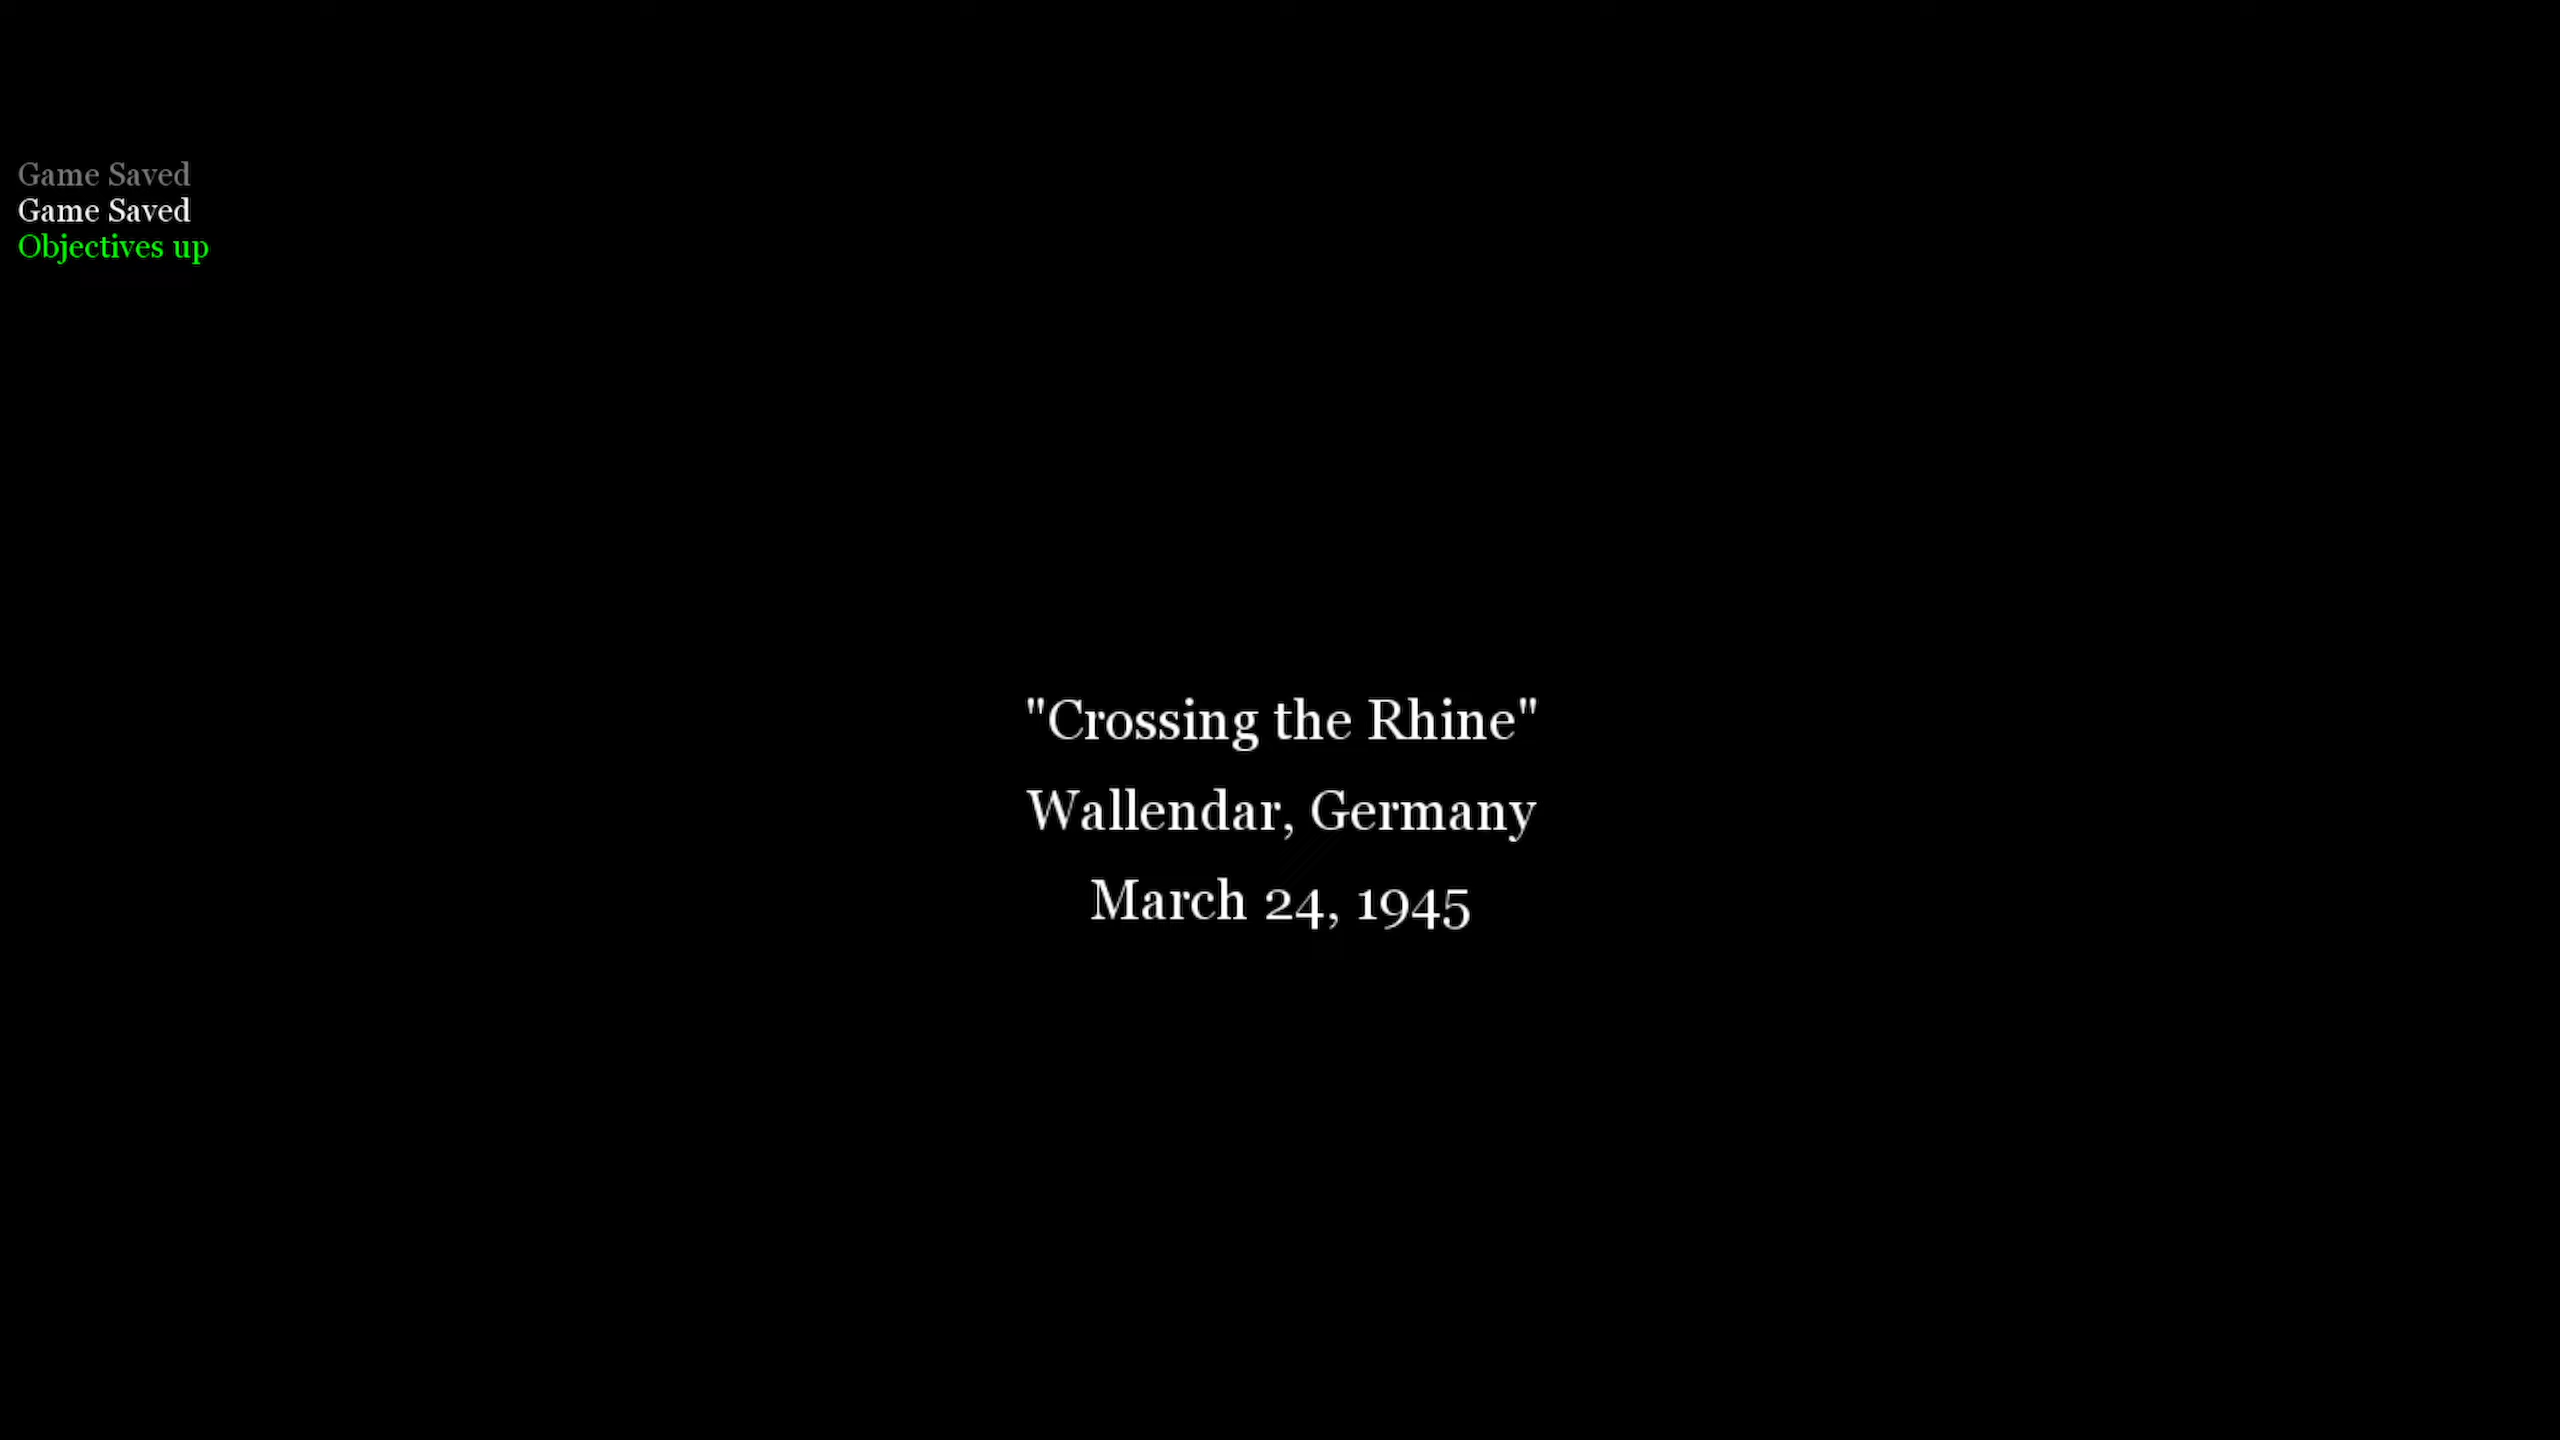 Game Saved
Game Saved
Objectives up
"Crossing the Rhine"
Wallendar, Germany
March 24, 1945